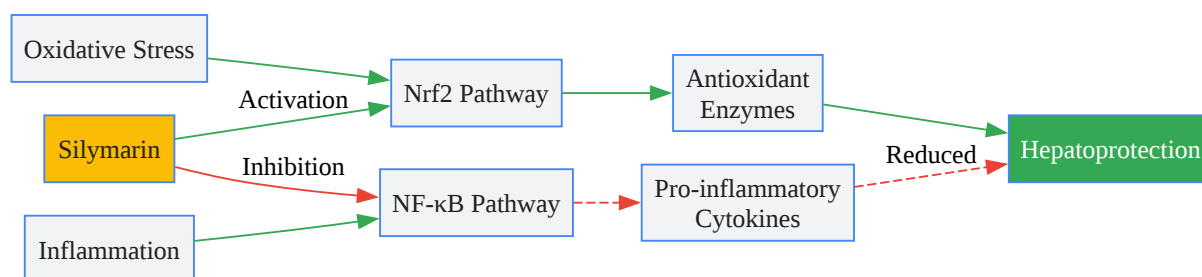 Oxidative Stress
Activation
Nrf2 Pathway
Antioxidant
Enzymes
Silymarin
Inhibition
NF-κB Pathway
Pro-inflammatory
Cytokines
Reduced
Hepatoprotection
Inflammation